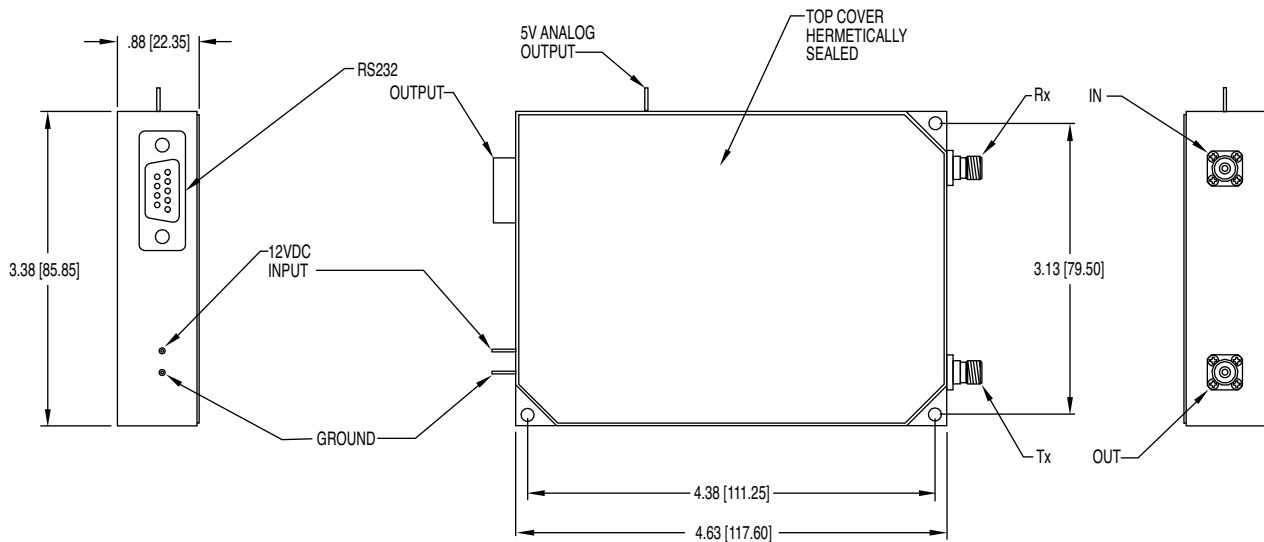 .88 [22.35]
RS232
3.38 [85.85]
5V ANALOG
OUTPUT
OUTPUT
TOP COVER
HERMETICALLY
SEALED
Rx
IN
12VDC
INPUT
3.13 [79.50]
GROUND
Tx
OUT
4.38 [111.25]
4.63 [117.60]